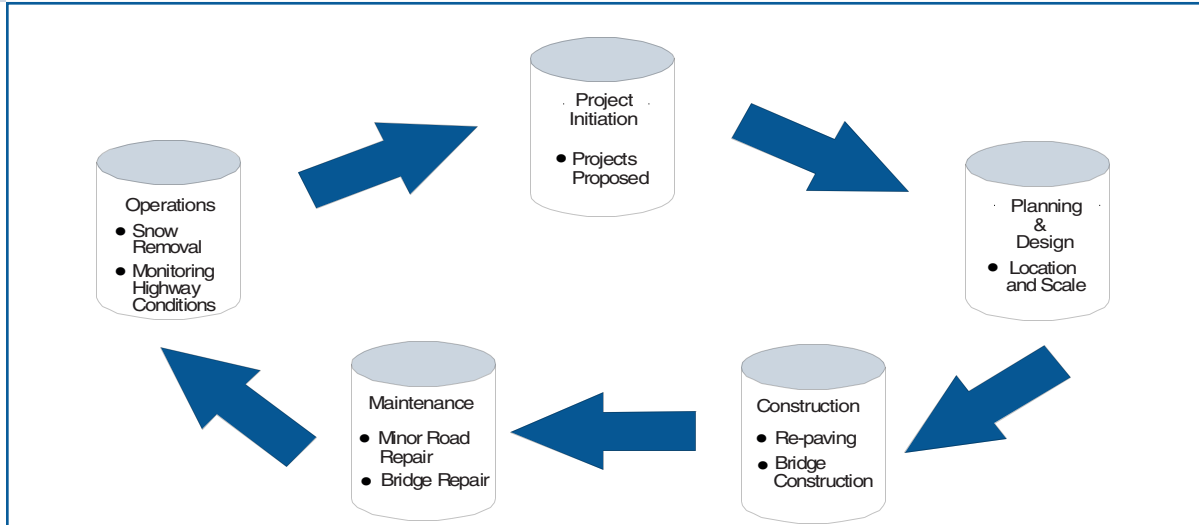 Project
Initiation
● Projects
Proposed
Operations
● Snow
Removal
● Monitoring
Highway
Conditions
Planning
&
Design
● Location
and Scale
Maintenance
● Minor Road
Repair
● Bridge Repair
Construction
● Re-paving
● Bridge
Construction